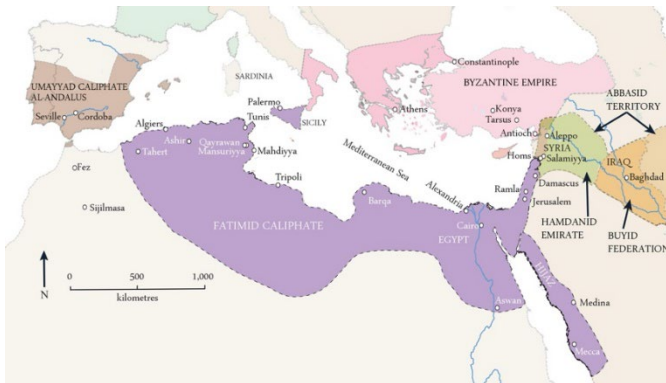 Constantinople
BYZANTINE EMPIRE
SARDINIA
UMAYYAD CALIPHATE
AL-ANDALUS
Seville
Cordoba
Palermo
SICILY
Athens
Konya
Tarsus
ABBASID
TERRITORY
Algiers
Tunis
Antioch
Aleppo
Ashir
Qayrawan
Mansuriyya
Mahdiyya
SYRIA
Tahert
Homs
Salamiyya
IRAQ
Fez
Mediterranean Sea
Baghdad
Tripoli
Damascus
Sijilmasa
Barqa
Alexandria
Ramla
Jerusalem
FATIMID CALIPHATE
HAMDANID
EMIRATE
BUYID
FEDERATION
Cairo
EGYPT
HIJAZ
0
500
1,000
kilometres
N
Aswan
Medina
Mecca